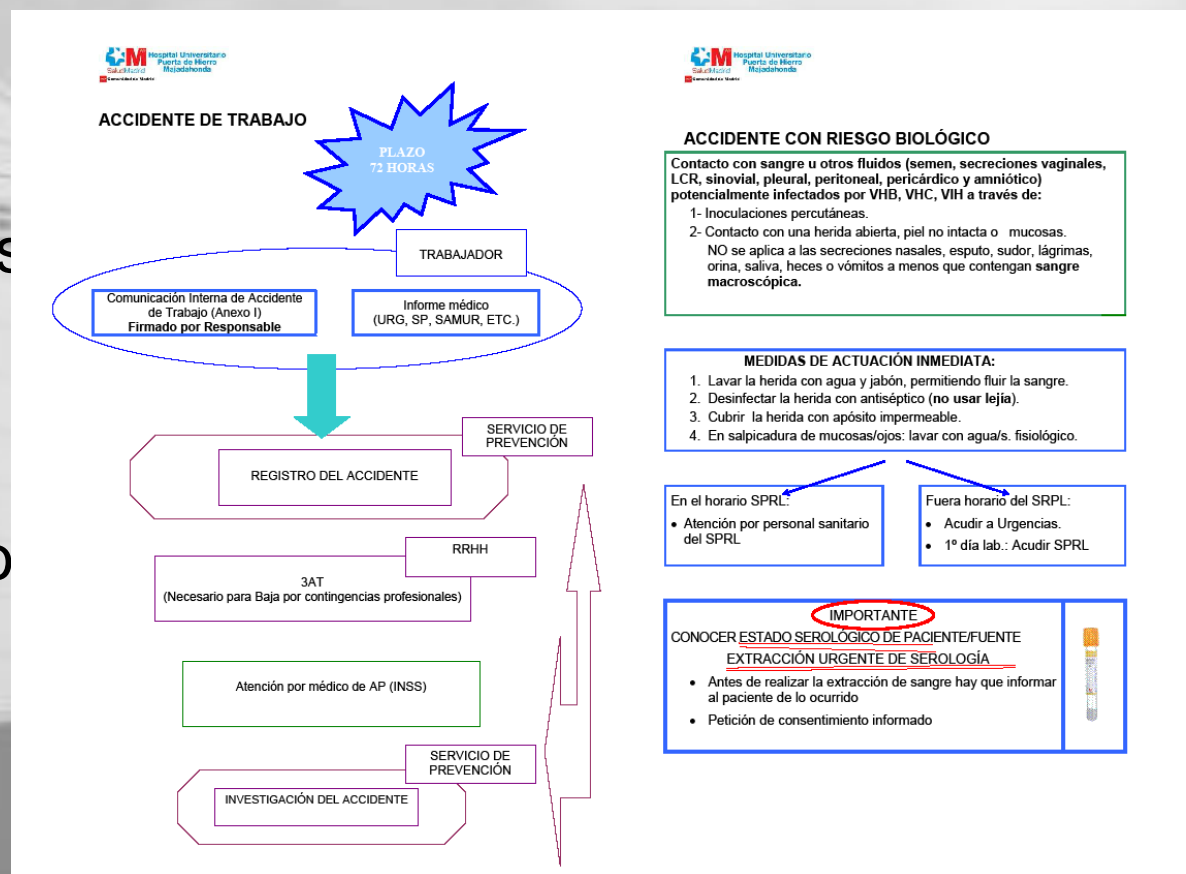 Hospital Universitario
Puerta de Hierro
Majadahonda
SaludMadrid
Comunidad de Madrid
ACCIDENTE DE TRABAJO
PLAZO
72 HORAS
TRABAJADOR
Comunicación Interna de Accidente
de Trabajo (Anexo I)
Firmado por Responsable
Informe médico
(URG, SP, SAMUR, ETC.)
SERVICIO DE
PREVENCIÓN
REGISTRO DEL ACCIDENTE
RRHH
3AT
(Necesario para Baja por contingencias profesionales)
Atención por médico de AP (INSS)
SERVICIO DE
PREVENCIÓN
INVESTIGACIÓN DEL ACCIDENTE
Hospital Universitario
Puerta de Hierro
Majadahonda
SaludMadrid
Comunidad de Madrid
ACCIDENTE CON RIESGO BIOLÓGICO
Contacto con sangre u otros fluidos (semen, secreciones vaginales,
LCR, sinovial, pleural, peritoneal, pericárdico y amniótico)
potencialmente infectados por VHB, VHC, VIH a través de:
1- Inoculaciones percutáneas.
2- Contacto con una herida abierta, piel no intacta o mucosas.
NO se aplica a las secreciones nasales, esputo, sudor, lágrimas,
orina, saliva, heces o vómitos a menos que contengan sangre
macroscópica.
MEDIDAS DE ACTUACIÓN INMEDIATA:
1. Lavar la herida con agua y jabón, permitiendo fluir la sangre.
2. Desinfectar la herida con antiséptico (no usar lejía).
3. Cubrir la herida con apósito impermeable.
4. En salpicadura de mucosas/ojos: lavar con agua/s. fisiológico.
En el horario SPRL:
• Atención por personal sanitario
del SPRL
Fuera horario del SRPL:
• Acudir a Urgencias.
• 1º día lab.: Acudir SPRL
IMPORTANTE
CONOCER ESTADO SEROLÓGICO DE PACIENTE/FUENTE
EXTRACCIÓN URGENTE DE SEROLOGÍA
• Antes de realizar la extracción de sangre hay que informar
al paciente de lo ocurrido
• Petición de consentimiento informado